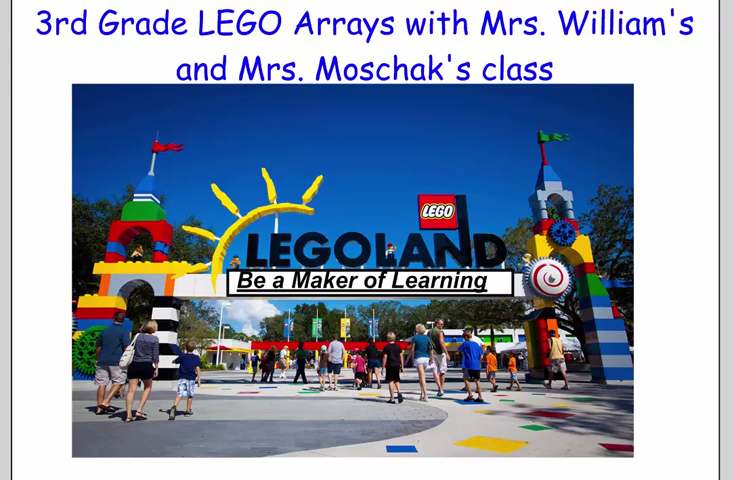 3rd Grade LEGO Arrays with Mrs. William's
and Mrs. Moschak's class
LEGO
LEGOLAND
Be a Maker of Learning